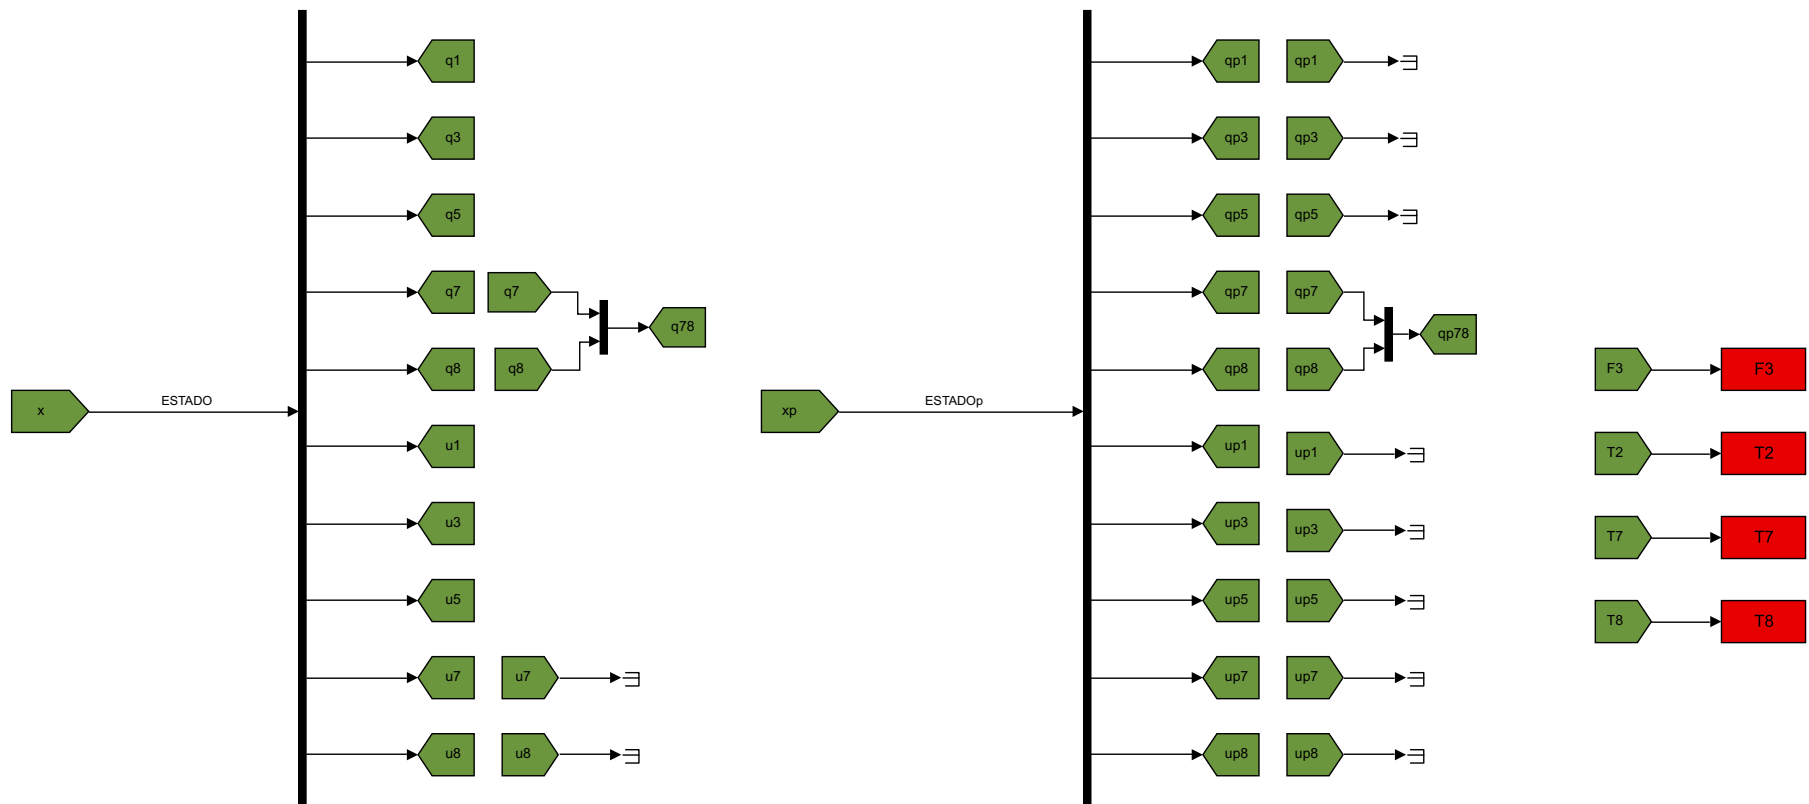 q1
q3
q5
q7 q7
q78
q8 q8
x ESTADO
u1
u3
u5
u7 u7
u8 u8
qp1 qp1
qp3 qp3
qp5 qp5
qp7 qp7
qp78
qp8 qp8
xp ESTADOp
up1 up1
up3 up3
up5 up5
up7 up7
up8 up8
F3 F3
T2 T2
T7 T7
T8 T8